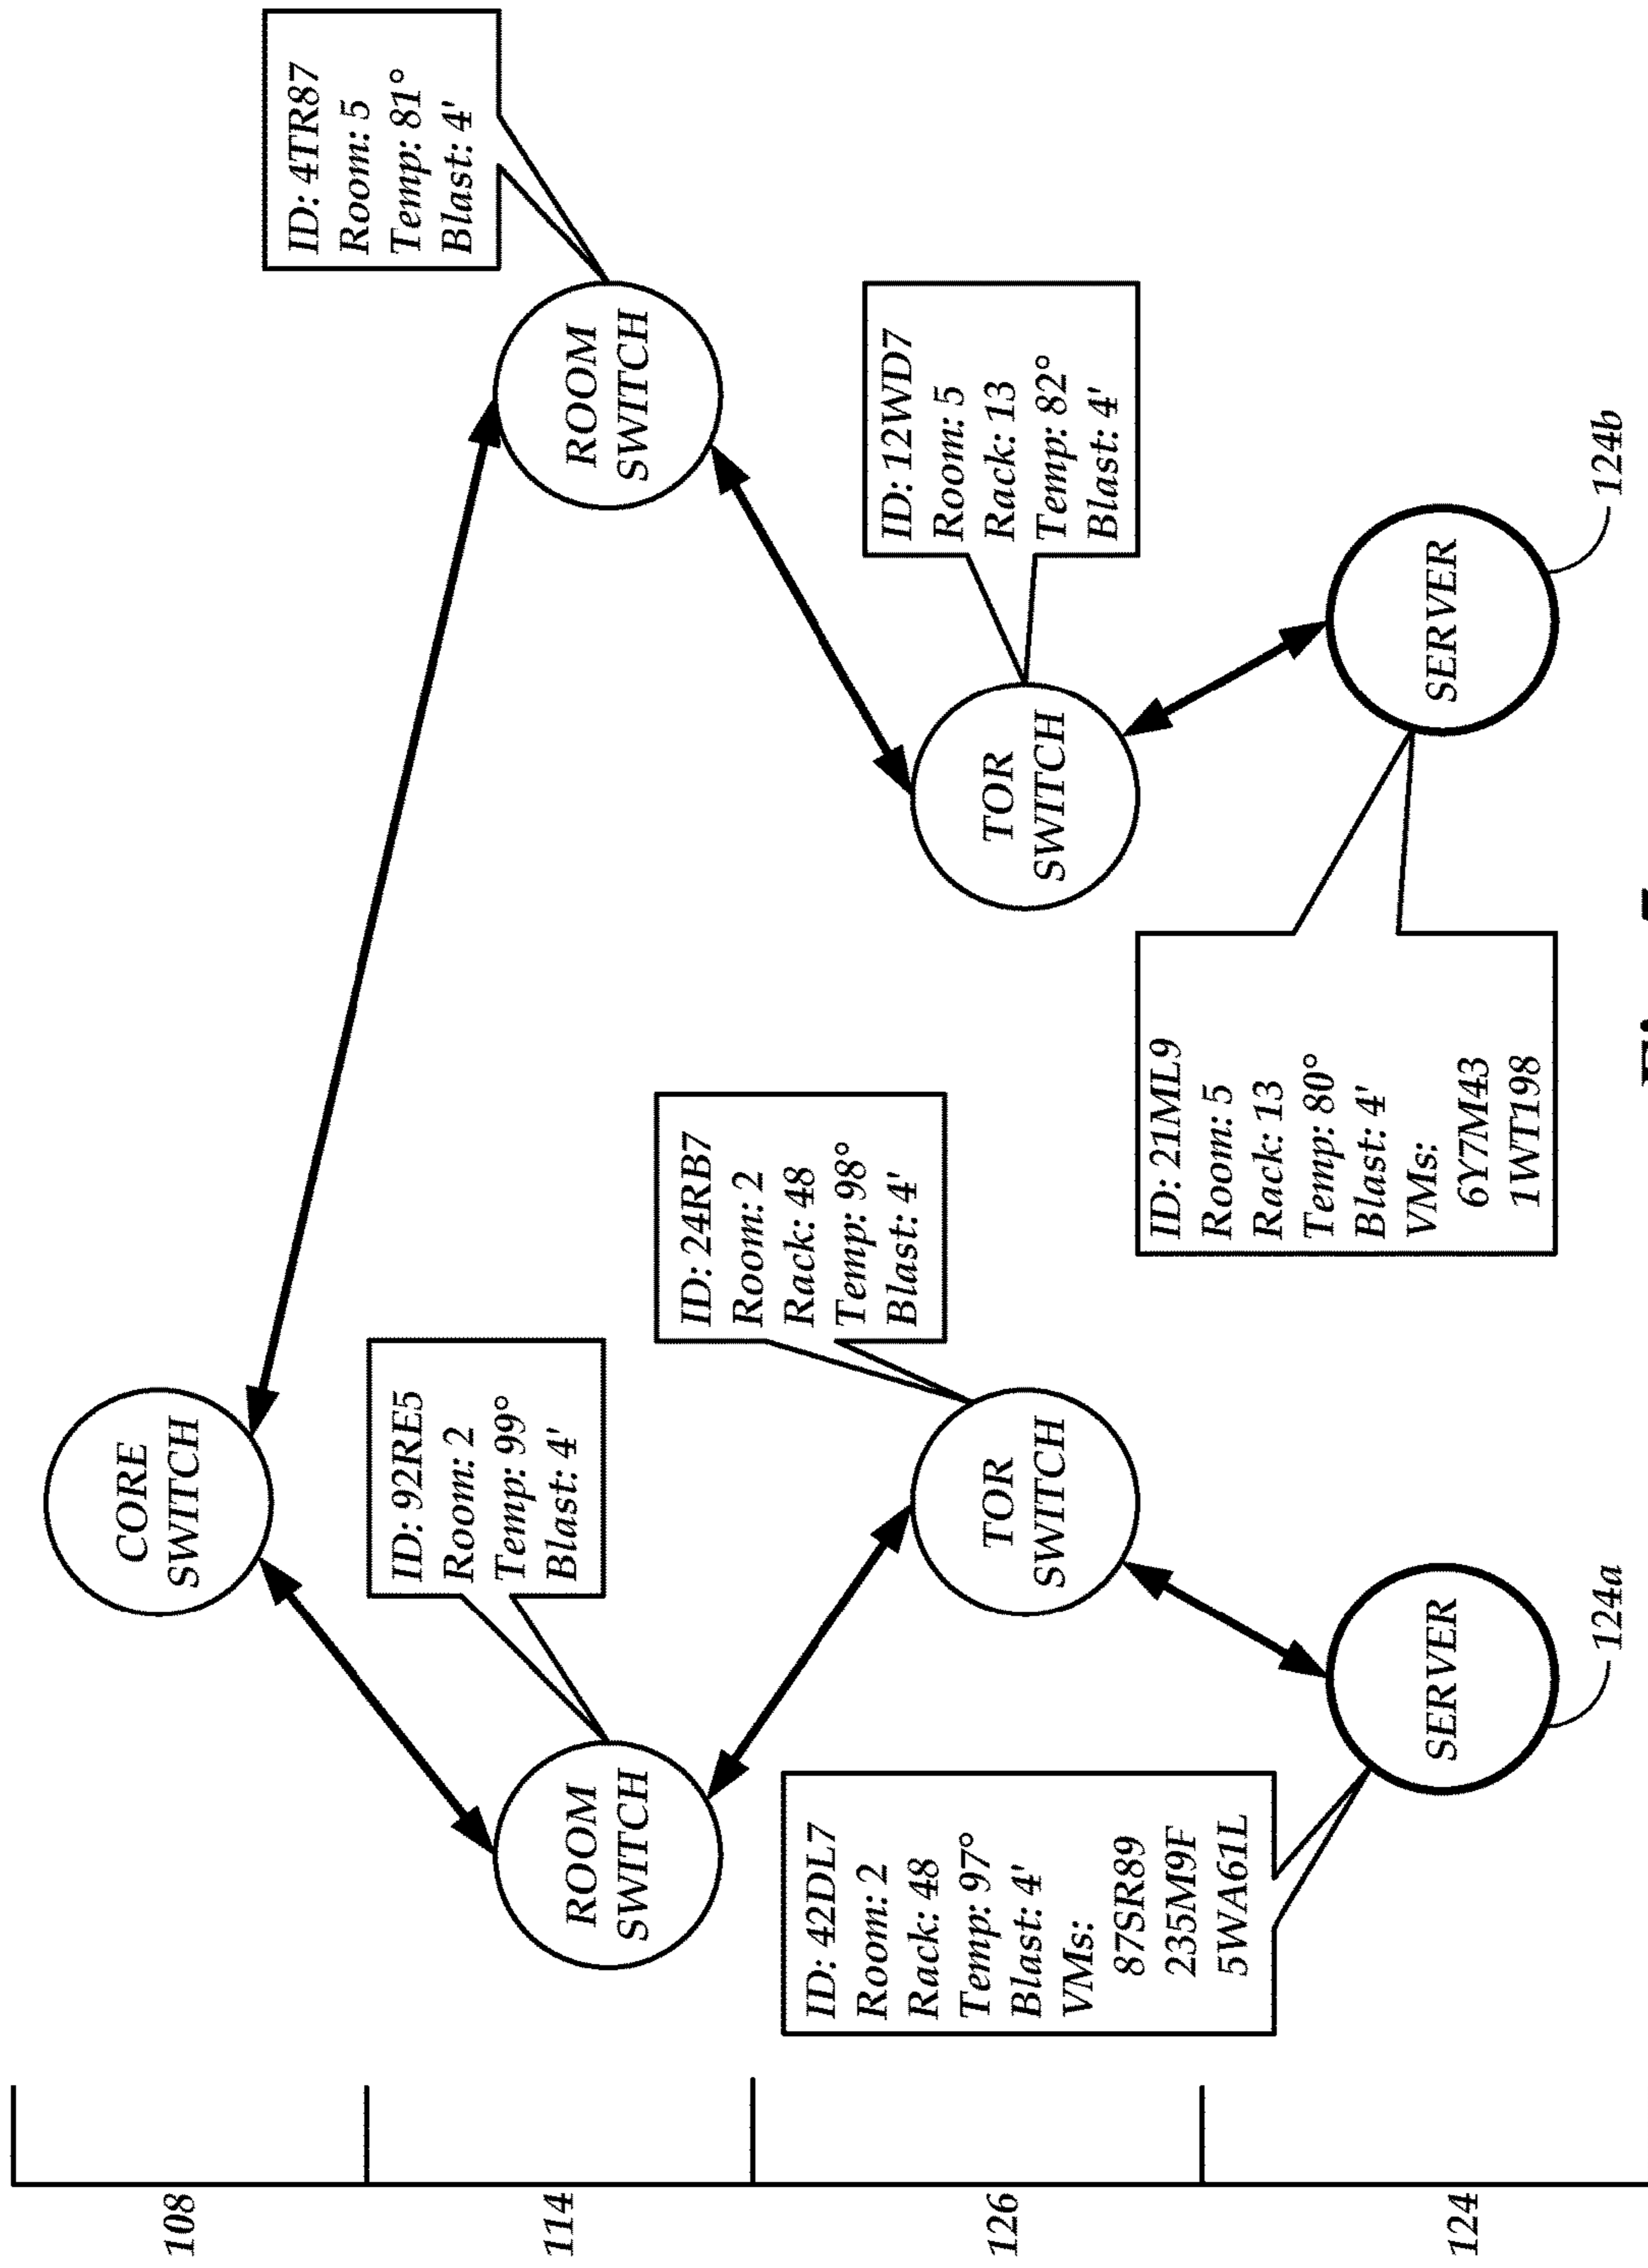 108
CORE
SWITCH
114
ROOM
SWITCH
ID: 92RE5
Room: 2
Temp: 99°
Blast: 4'
ROOM
SWITCH
ID: 4TR87
Room: 5
Temp: 81°
Blast: 4'
126
TOR
SWITCH
ID: 24RB7
Room: 2
Rack: 48
Temp: 98°
Blast: 4'
TOR
SWITCH
ID: 12WD7
Room: 5
Rack: 13
Temp: 82°
Blast: 4'
124
ID: 42DL7
Room: 2
Rack: 48
Temp: 97°
Blast: 4'
VMs:
87SR89
235M9F
5WA61L
SERVER
124a
ID: 21ML9
Room: 5
Rack: 13
Temp: 80°
Blast: 4'
VMs:
6Y7M43
1WT198
SERVER
124b